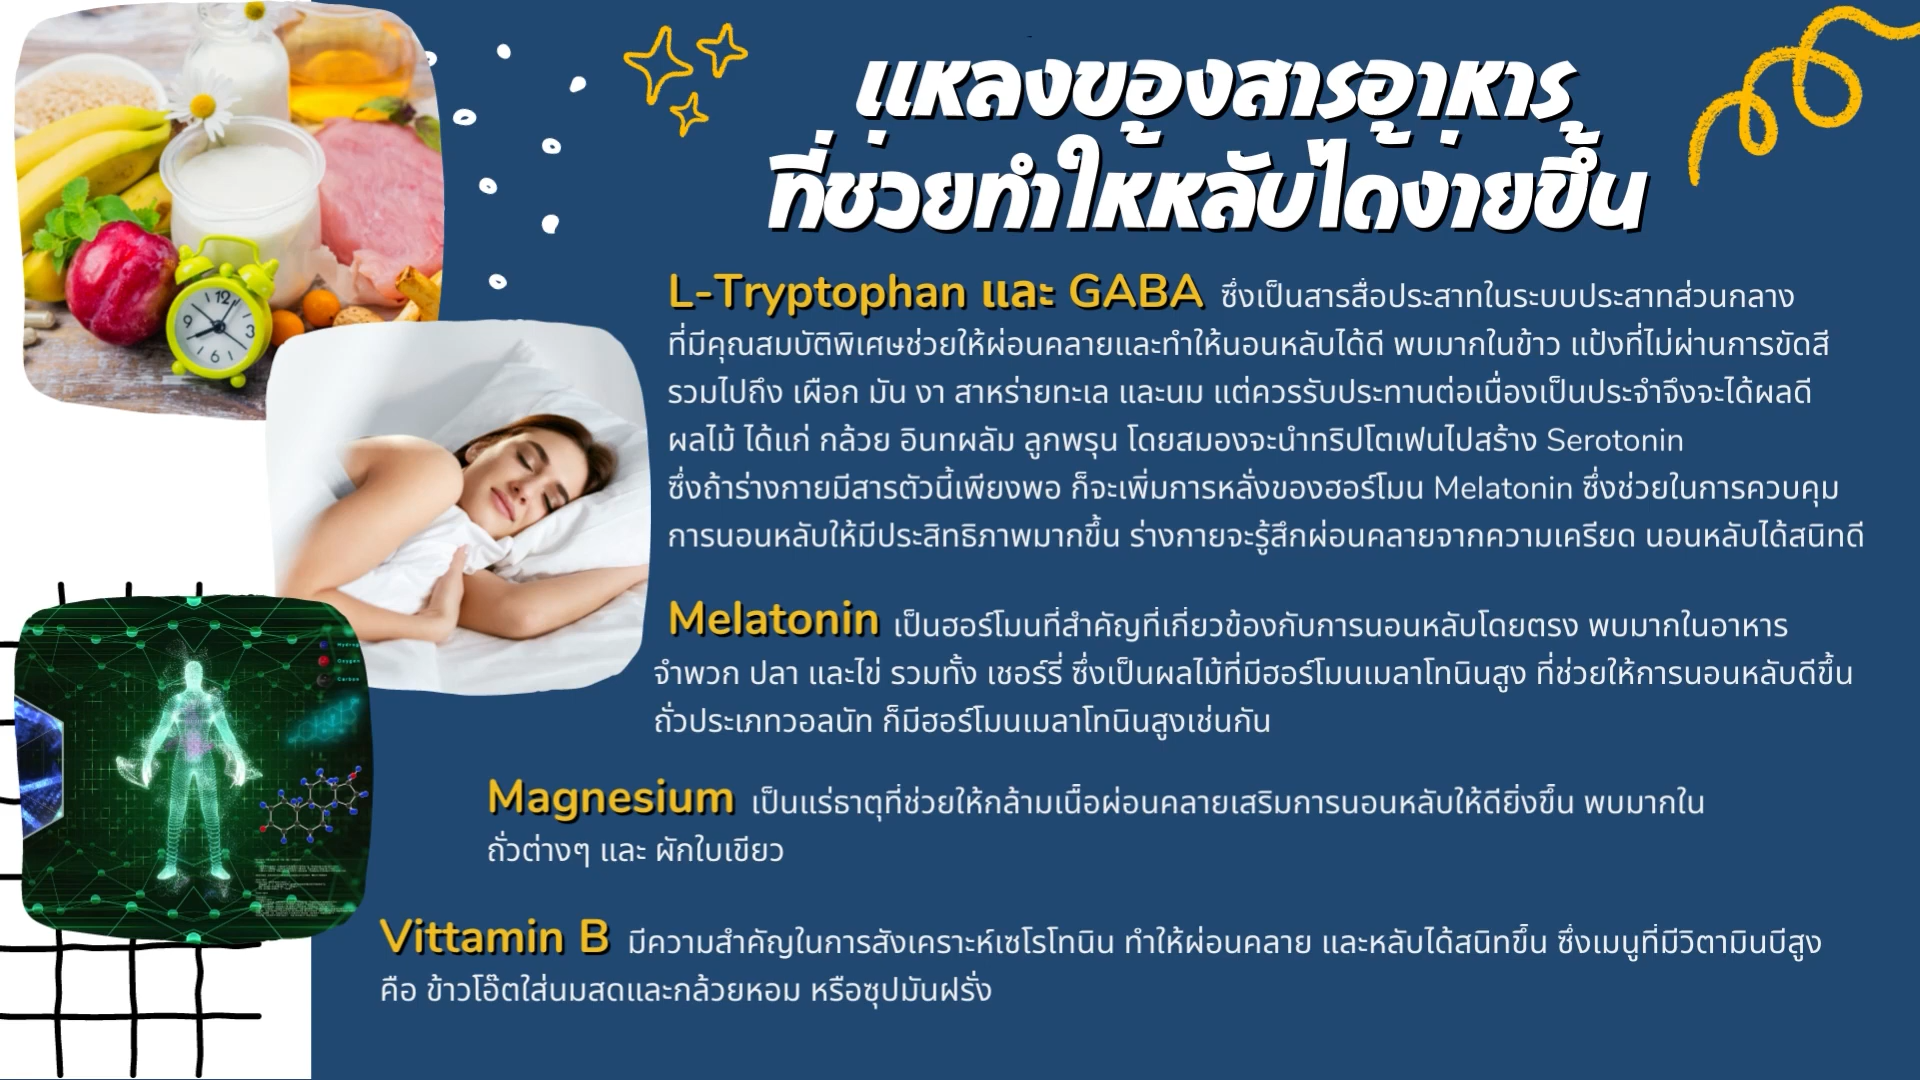 แหล่งของสารอาหาร
ที่ช่วยทำให้หลับได้ง่ายขึ้น
L-Tryptophan และ GABA ซึ่งเป็นสารสื่อประสาทในระบบประสาทส่วนกลาง
ที่มีคุณสมบัติพิเศษช่วยให้ผ่อนคลายและทำให้นอนหลับได้ดี พบมากในข้าว แป้งที่ไม่ผ่านการขัดสี
รวมไปถึง เผือก มัน งา สาหร่ายทะเล และนม แต่ควรรับประทานต่อเนื่องเป็นประจำจึงจะได้ผลดี
ผลไม้ ได้แก่ กล้วย อินทผลัม ลูกพรุน โดยสมองจะนำทริปโตเฟนไปสร้าง Serotonin
ซึ่งถ้าร่างกายมีสารตัวนี้เพียงพอ ก็จะเพิ่มการหลั่งของฮอร์โมน Melatonin ซึ่งช่วยในการควบคุม
การนอนหลับให้มีประสิทธิภาพมากขึ้น ร่างกายจะรู้สึกผ่อนคลายจากความเครียด นอนหลับได้สนิทดี
Melatonin เป็นฮอร์โมนที่สำคัญที่เกี่ยวข้องกับการนอนหลับโดยตรง พบมากในอาหาร
จำพวก ปลา และไข่ รวมทั้ง เชอร์รี่ ซึ่งเป็นผลไม้ที่มีฮอร์โมนเมลาโทนินสูง ที่ช่วยให้การนอนหลับดีขึ้น
ถั่วประเภทวอลนัท ก็มีฮอร์โมนเมลาโทนินสูงเช่นกัน
Magnesium เป็นแร่ธาตุที่ช่วยให้กล้ามเนื้อผ่อนคลายเสริมการนอนหลับให้ดียิ่งขึ้น พบมากใน
ถั่วต่างๆ และ ผักใบเขียว
Vittamin B มีความสำคัญในการสังเคราะห์เซโรโทนิน ทำให้ผ่อนคลาย และหลับได้สนิทขึ้น ซึ่งเมนูที่มีวิตามินบีสูง
คือ ข้าวโอ๊ตใส่นมสดและกล้วยหอม หรือซุปมันฝรั่ง
12
3
6
9
Hydrog
Oxygen
Carbon